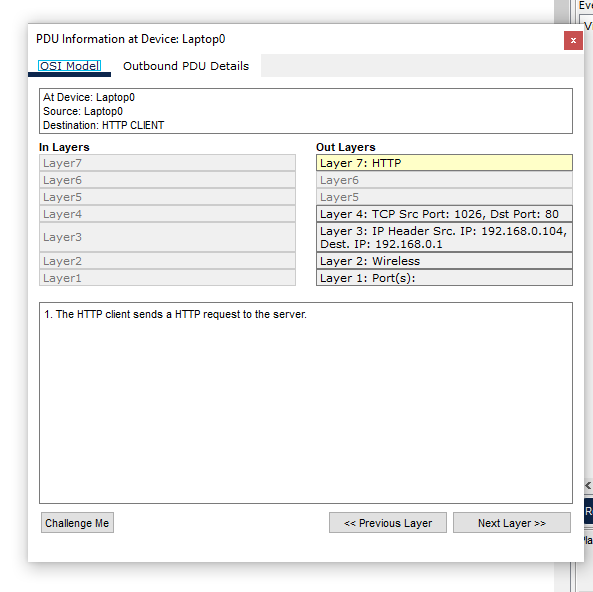 Eve
V
PDU Information at Device: Laptop0
x
OSI Model Outbound PDU Details
At Device: Laptop0
Source: Laptop0
Destination: HTTP CLIENT
In Layers
Layer7
Layer6
Layer5
Layer4
Layer3
Layer2
Layer1
Out Layers
Layer 7: HTTP
Layer6
Layer5
Layer 4: TCP Src Port: 1026, Dst Port: 80
Layer 3: IP Header Src. IP: 192.168.0.104,
Dest. IP: 192.168.0.1
Layer 2: Wireless
Layer 1: Port(s):
1. The HTTP client sends a HTTP request to the server.
Challenge Me
<< Previous Layer
Next Layer >>
<
R